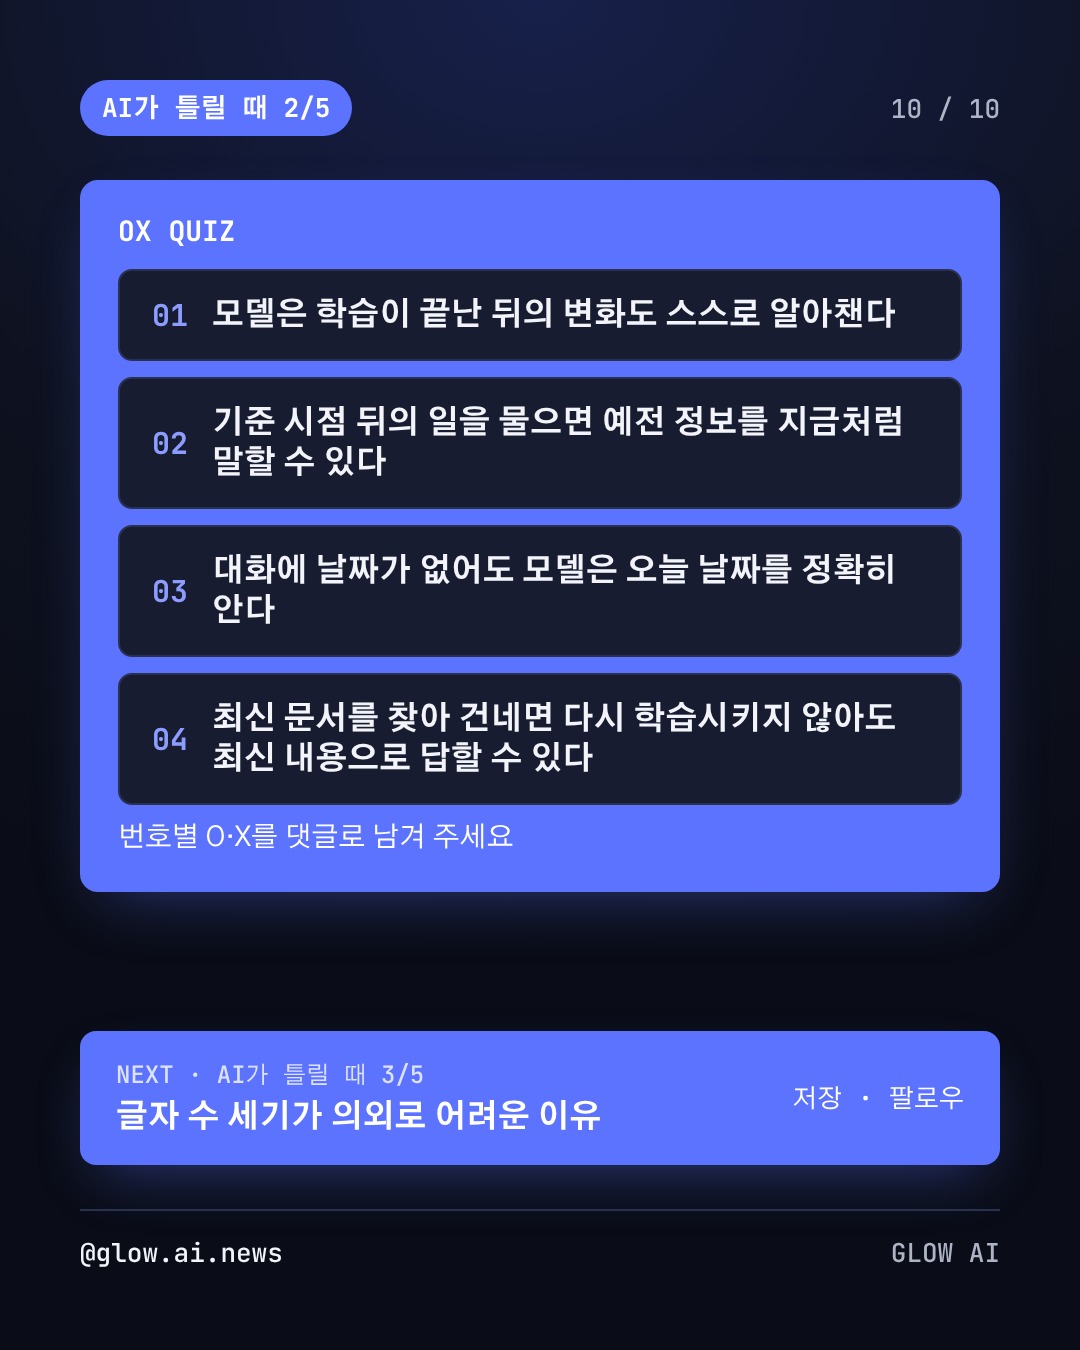 AI가 틀릴 때 2/5
10 / 10
OX QUIZ
01 모델은 학습이 끝난 뒤의 변화도 스스로 알아챈다
02 기준 시점 뒤의 일을 물으면 예전 정보를 지금처럼
말할 수 있다
03 대화에 날짜가 없어도 모델은 오늘 날짜를 정확히
안다
04 최신 문서를 찾아 건네면 다시 학습시키지 않아도
최신 내용으로 답할 수 있다
번호별 O·X를 댓글로 남겨 주세요
NEXT · AI가 틀릴 때 3/5
글자 수 세기가 의외로 어려운 이유
저장 · 팔로우
@glow.ai.news
GLOW AI